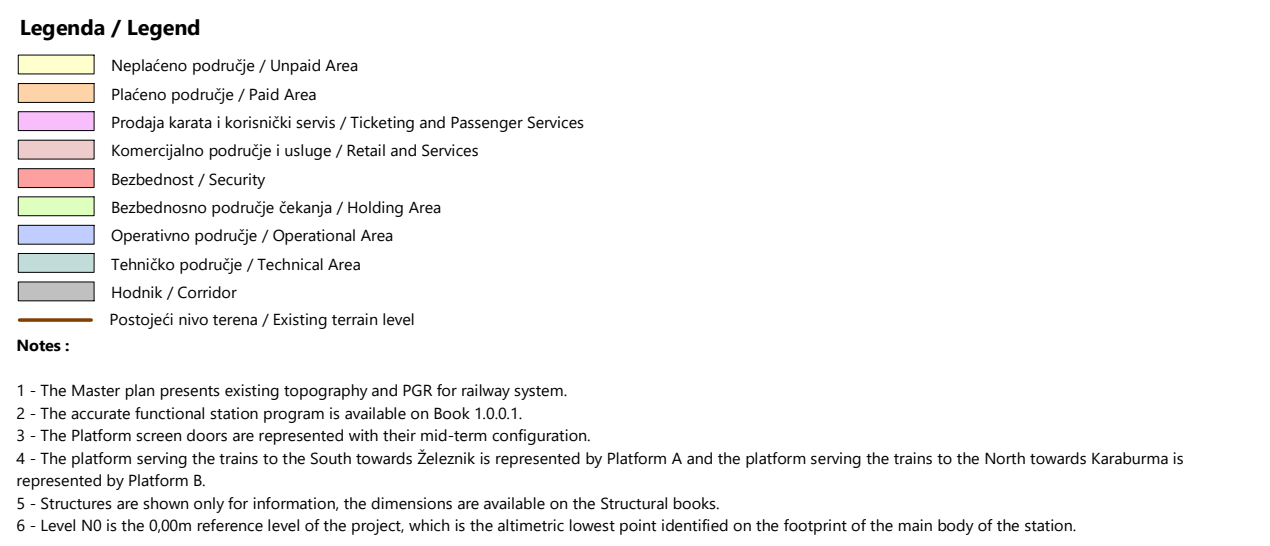 Legenda / Legend
Neplaćeno područje / Unpaid Area
Plaćeno područje / Paid Area
Prodaja karata i korisnički servis / Ticketing and Passenger Services
Komercijalno područje i usluge / Retail and Services
Bezbednost / Security
Bezbednosno područje čekanja / Holding Area
Operativno područje / Operational Area
Tehničko područje / Technical Area
Hodnik / Corridor
Postojeći nivo terena / Existing terrain level
Notes :
1 - The Master plan presents existing topography and PGR for railway system.
2 - The accurate functional station program is available on Book 1.0.0.1.
3 - The Platform screen doors are represented with their mid-term configuration.
4 - The platform serving the trains to the South towards Železnik is represented by Platform A and the platform serving the trains to the North towards Karaburma is
represented by Platform B.
5 - Structures are shown only for information, the dimensions are available on the Structural books.
6 - Level N0 is the 0,00m reference level of the project, which is the altimetric lowest point identified on the footprint of the main body of the station.